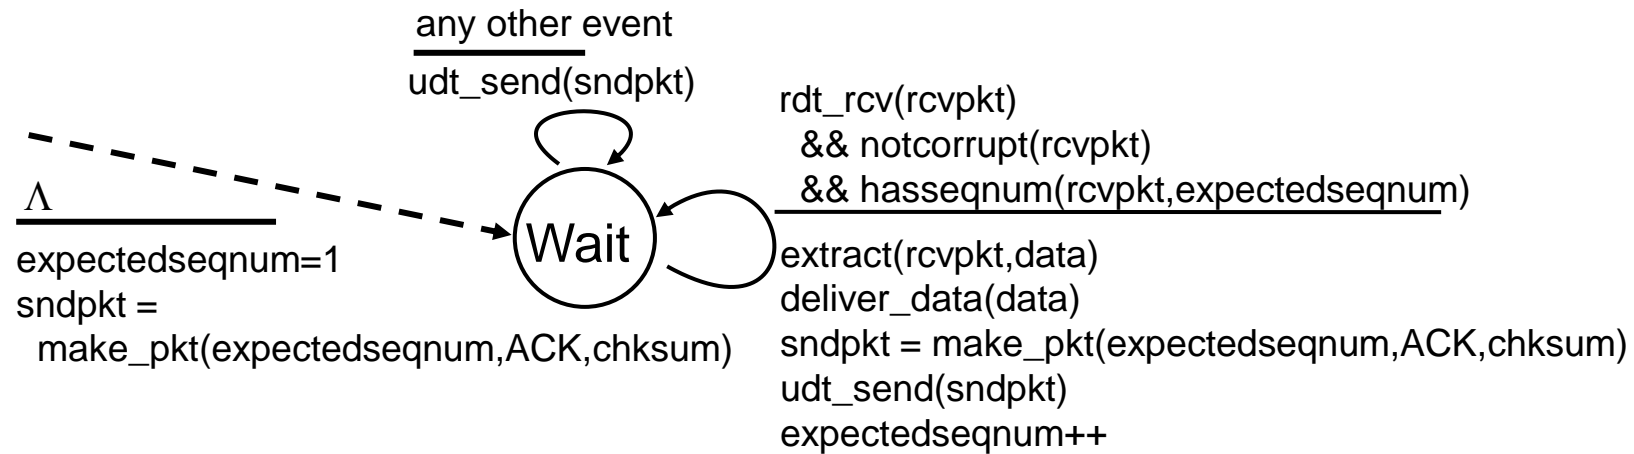 any other event
udt_send(sndpkt)
rdt_rcv(rcvpkt)
&& notcorrupt(rcvpkt)
&& hasseqnum(rcvpkt,expectedseqnum)
Λ
Wait
expectedseqnum=1
sndpkt =
make_pkt(expectedseqnum,ACK,chksum)
extract(rcvpkt,data)
deliver_data(data)
sndpkt = make_pkt(expectedseqnum,ACK,chksum)
udt_send(sndpkt)
expectedseqnum++